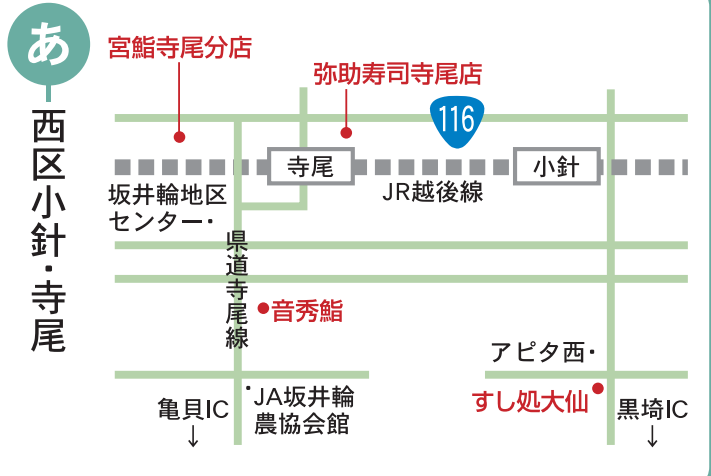 あ
西区小針・寺尾
宮鮨寺尾分店
弥助寿司寺尾店
116
寺尾
小針
JR越後線
坂井輪地区
センター・
県道寺尾線
音秀鮨
アピタ西・
すし処大仙
・JA坂井輪
農協会館
亀貝IC
↓
黒埼IC
↓